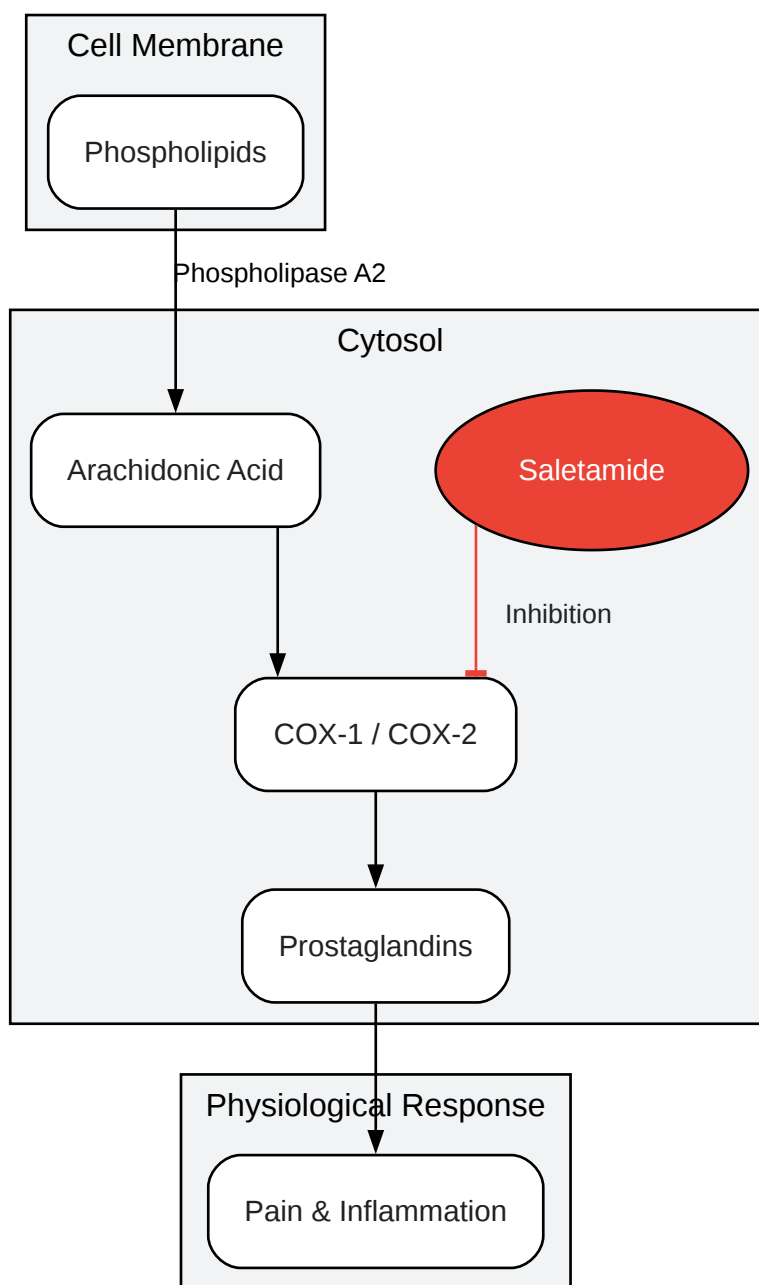 Cell Membrane
Phospholipids
Phospholipase A2
Cytosol
Arachidonic Acid
Saletamide
Inhibition
COX-1 / COX-2
Prostaglandins
Physiological Response
Pain & Inflammation